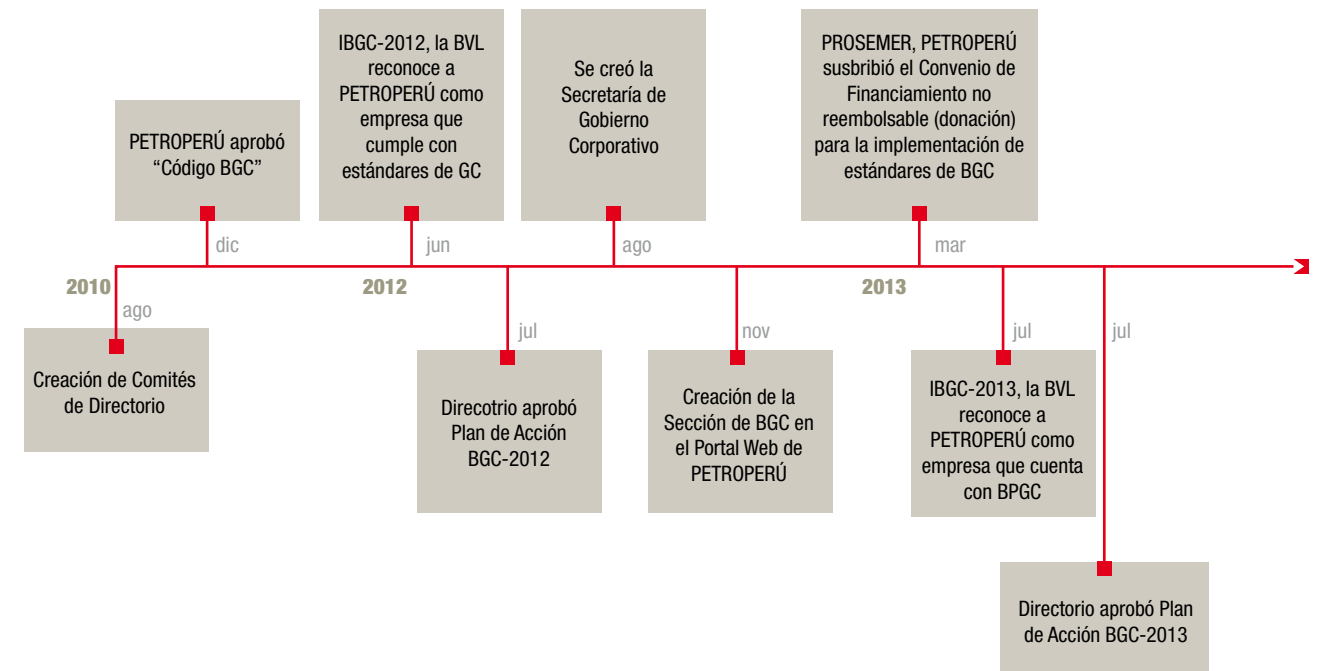 IBGC-2012, la BVL
reconoce a
PETROPERÚ como
empresa que
cumple con
estándares de GC
Se creó la
Secretaría de
Gobierno
Corporativo
PROSEMER, PETROPERÚ
susbribió el Convenio de
Financiamiento no
reembolsable (donación)
para la implementación de
estándares de BGC
PETROPERÚ aprobó
“Código BGC”
dic
jun
ago
mar
2010
2012
2013
ago
jul
nov
jul
jul
Creación de Comités
de Directorio
Direcotrio aprobó
Plan de Acción
BGC-2012
Creación de la
Sección de BGC en
el Portal Web de
PETROPERÚ
IBGC-2013, la BVL
reconoce a
PETROPERÚ como
empresa que cuenta
con BPGC
Directorio aprobó Plan
de Acción BGC-2013